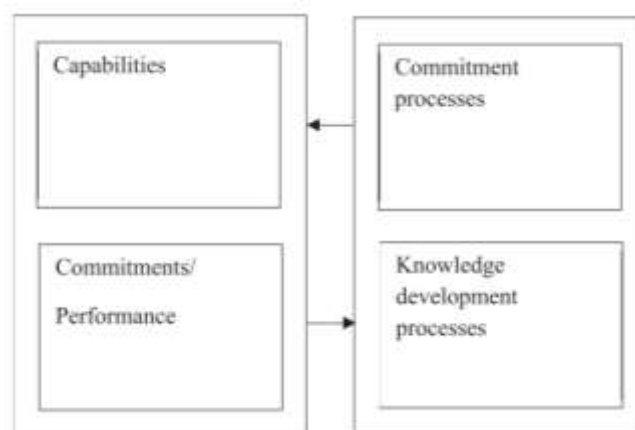 Capabilities
Commitment
processes
Commitments/
Performance
Knowledge
development
processes